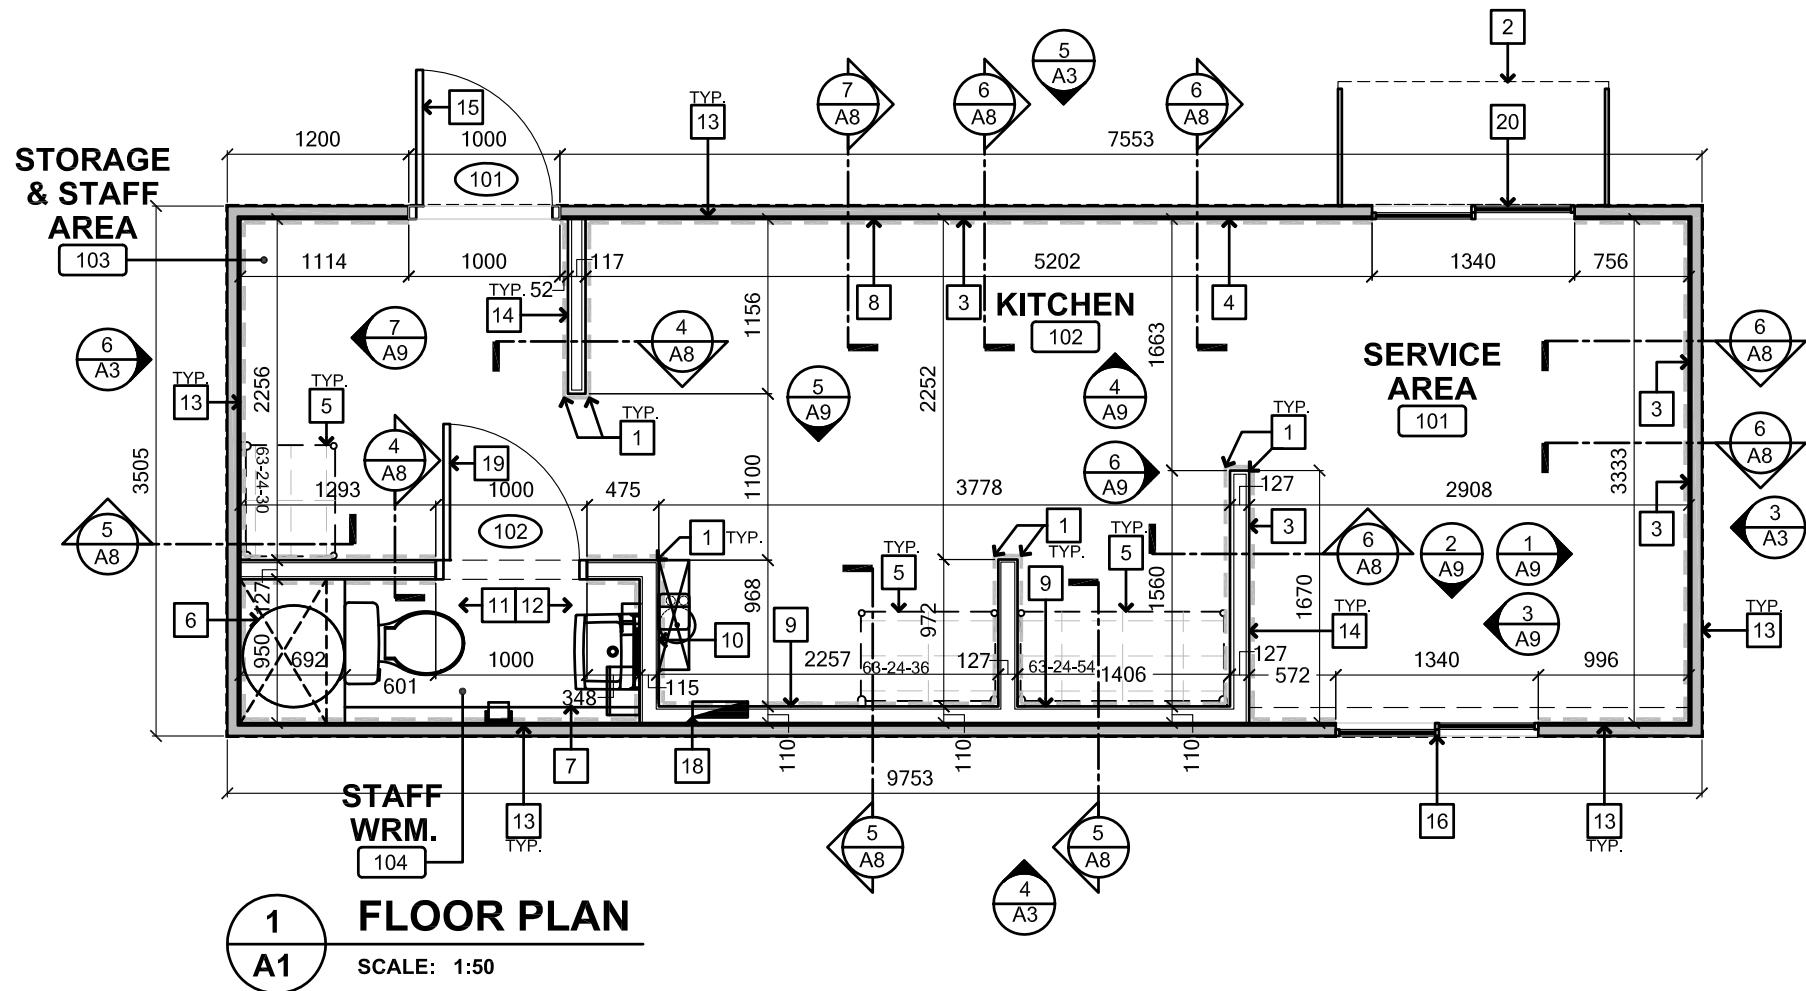 2
5
A3
7
A8
6
A8
6
A8
15
TYP.
13
20
1200
1000
7553
STORAGE
& STAFF
AREA
103
101
1114
1000
117
5202
1340
756
TYP.
52
14
8
3
KITCHEN
102
4
1156
1663
7
A9
4
A8
6
A3
6
A8
SERVICE
AREA
101
TYP.
13
2256
TYP.
5
5
A9
2252
4
A9
3
TYP.
1
TYP.
1
4
A8
6
A8
3505
63-24-30
19
6
A9
3333
1293
1000
475
1100
3778
127
2908
5
A8
102
1
TYP.
1
TYP.
TYP.
5
3
6
A8
2
A9
1
A9
3
3
A3
5
9
127
6
11
12
968
972
1560
1670
3
A9
TYP.
13
950
10
9
14
692
601
1000
348
115
2257
63-24-36
127
63-24-54
1406
127
572
1340
996
7
18
110
110
110
9753
STAFF
WRM.
104
13
TYP.
5
A8
5
A8
16
13
TYP.
4
A3
1
A1
FLOOR PLAN
SCALE: 1:50